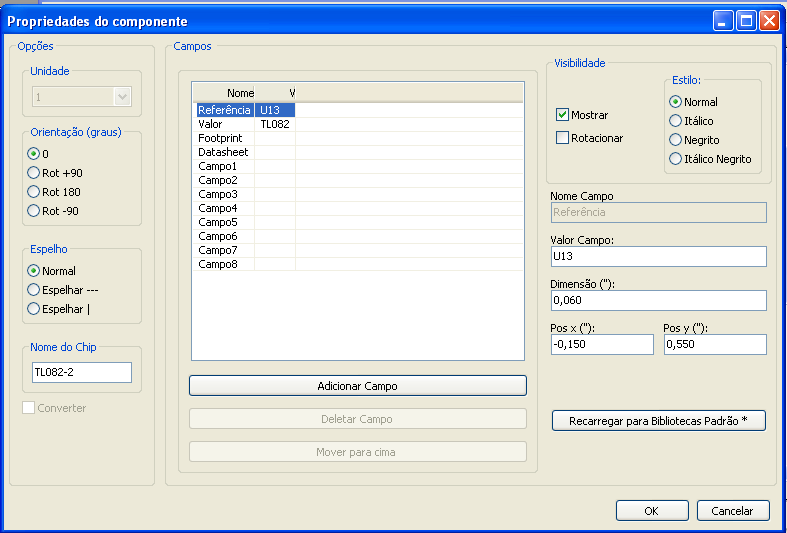 Propriedades do componente
Opções
Unidade
1
Orientação (graus)
0
Rot +90
Rot 180
Rot -90
Espelho
Normal
Espelhar ---
Espelhar |
Nome do Chip
TL082-2
Converter
Campos
Nome V
Referência U13
Valor TL082
Footprint
Datasheet
Campo1
Campo2
Campo3
Campo4
Campo5
Campo6
Campo7
Campo8
Adicionar Campo
Deletar Campo
Mover para cima
Visibilidade
Mostrar
Rotacionar
Estilo:
Normal
Itálico
Negrito
Itálico Negrito
Nome Campo
Referência
Valor Campo:
U13
Dimensão ("):
0,060
Pos x ("): Pos y ("):
-0,150 0,550
Recarregar para Bibliotecas Padrão *
OK Cancelar